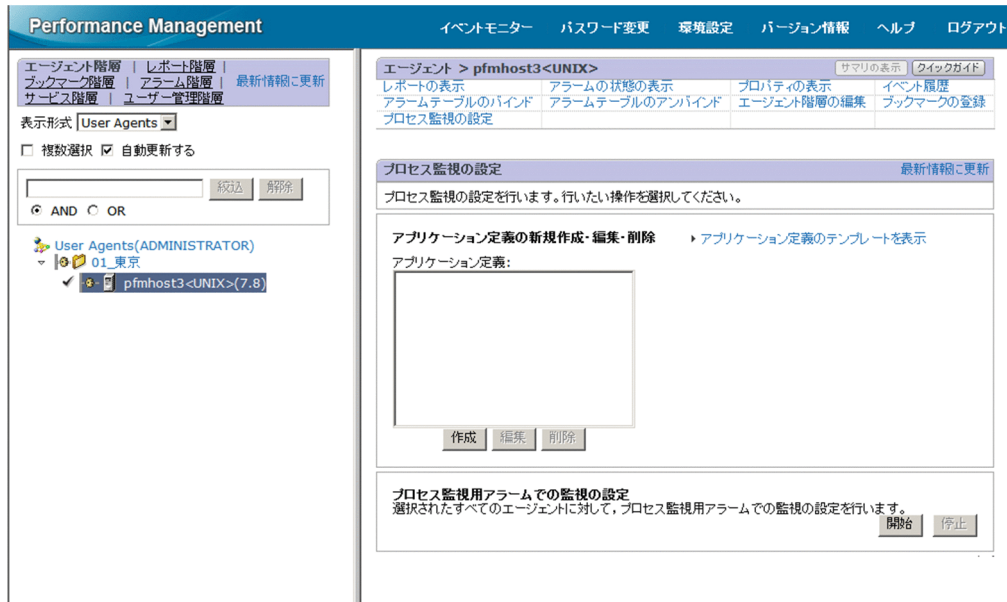 Performance Management
イベントモニター パスワード変更 環境設定 バージョン情報 ヘルプ ログアウト
エージェント階層 | レポート階層 |
ブックマーク階層 | アラーム階層 |
サービス階層 | ユーザー管理階層
最新情報に更新
表示形式 User Agents
複数選択 自動更新する
絞込 解除
AND OR
User Agents(ADMINISTRATOR)
01_東京
pfmhost3<UNIX>(7.8)
エージェント > pfmhost3<UNIX> サマリの表示 クイックガイド
レポートの表示 アラームの状態の表示 プロパティの表示 イベント履歴
アラームテーブルのバインド アラームテーブルのアンバインド エージェント階層の編集 ブックマークの登録
プロセス監視の設定
プロセス監視の設定 最新情報に更新
プロセス監視の設定を行います。行いたい操作を選択してください。
アプリケーション定義の新規作成・編集・削除 アプリケーション定義のテンプレートを表示
アプリケーション定義:
作成 編集 削除
プロセス監視用アラームでの監視の設定
選択されたすべてのエージェントに対して，プロセス監視用アラームでの監視の設定を行います。
開始 停止